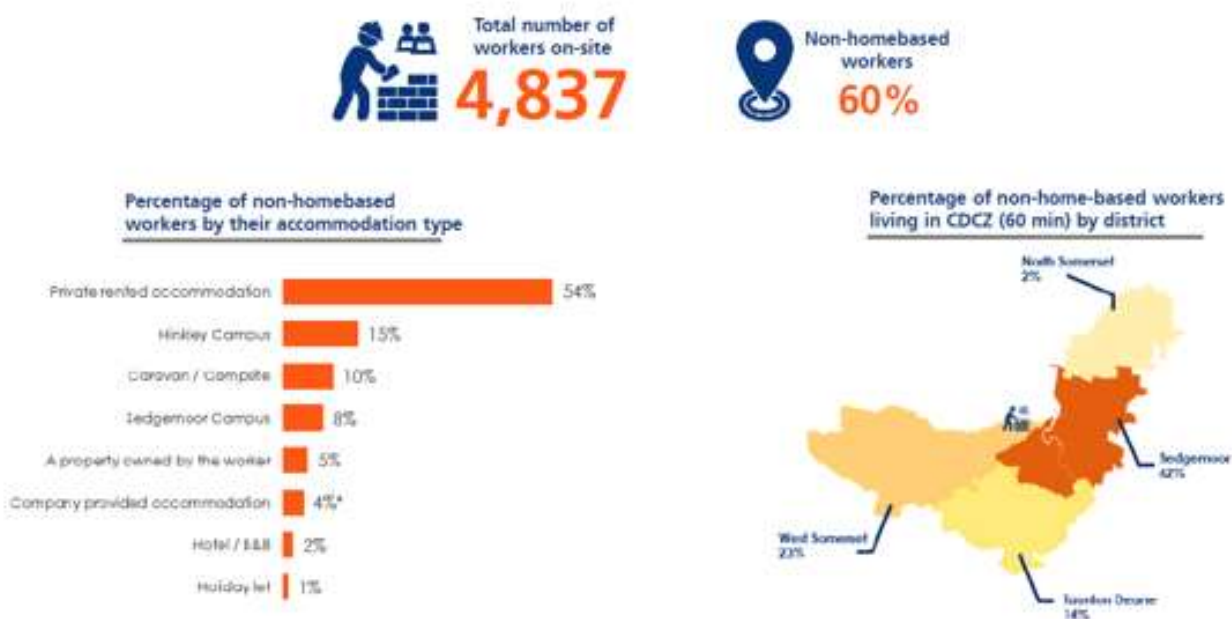 Total number of
workers on-site
4,837
Non-homebased
workers
60%
Percentage of non-homebased
workers by their accommodation type
Private rented accommodation 54%
Hinkley Campus 15%
Caravan / Campsite 10%
Sedgemoor Campus 8%
A property owned by the worker 5%
Company provided accommodation 4%*
Hotel / B&B 2%
Holiday let 1%
Percentage of non-home-based workers
living in CDCZ (60 min) by district
North Somerset
2%
Sedgemoor
62%
West Somerset
23%
Taunton Deane
14%